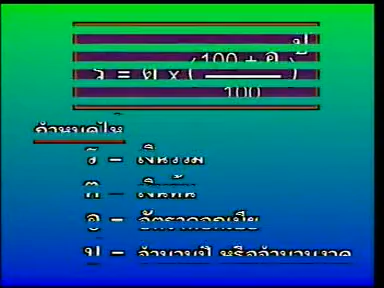 ร = ต x (100 + อ / 100) ป
กำหนดให้
ร = เงินรวม
ต = เงินต้น
อ = อัตราดอกเบี้ย
ป = จำนวนปี หรือจำนวนงวด